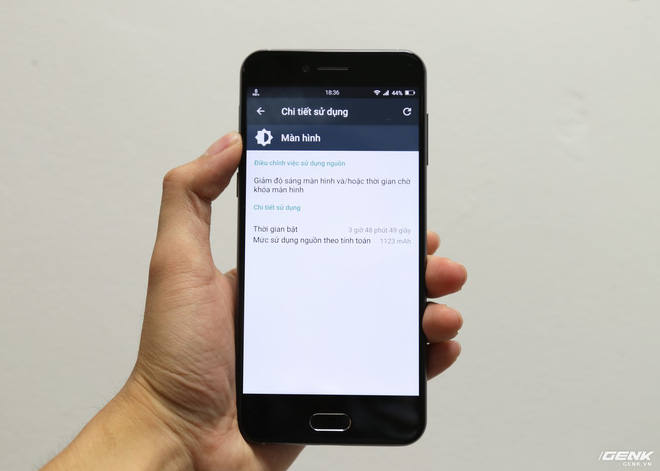 18:36
44%
Chi tiết sử dụng
Màn hình
Điều chỉnh việc sử dụng nguồn
Giảm độ sáng màn hình và/hoặc thời gian chờ
khóa màn hình
Chi tiết sử dụng
Thời gian bật 3 giờ 48 phút 49 giây
Mức sử dụng nguồn theo tính toán 1123 mAh
GENK
GENK.VN